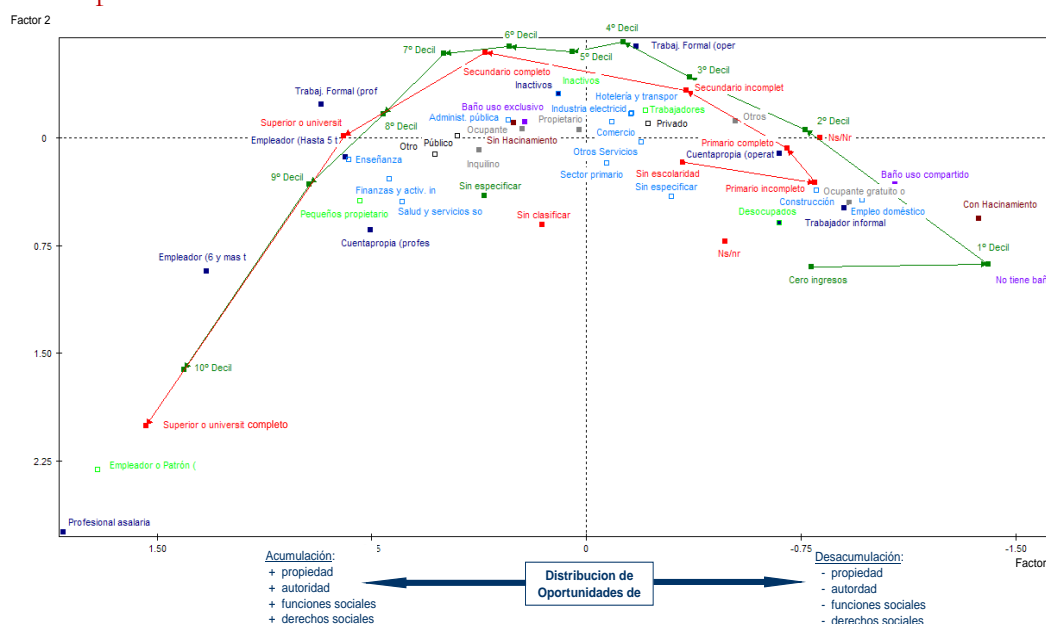 Factor 2
4º Decil
6º Decil
7º Decil
5º Decil
Trabaj. Formal (oper
Secundario completo
3º Decil
Inactivos
Inactivos
Secundario incomplet
Trabaj. Formal (prof
Hotelería y transpor
Baño uso exclusivo
Industria electricid
Trabajadores
Administ. pública
Propietario
Otros
Privado
Superior o universit
8º Decil
Ocupante
Comercio
2º Decil
0
Empleador (Hasta 5 t
Otro
Público
Sin Hacinamiento
Primario completo
Ns/Nr
Enseñanza
Inquilino
Otros Servicios
Cuentapropia (operat
9º Decil
Finanzas y activ. in
Sector primario
Sin escolaridad
Baño uso compartido
Sin especificar
Sin especificar
Primario incompleto
Ocupante gratuito o
Pequeños propietario
Salud y servicios so
Construcción
Empleo doméstico
Sin clasificar
Desocupados
Trabajador informal
Con Hacinamiento
Cuentapropia (profes
0.75
Ns/nr
1º Decil
Empleador (6 y mas t
Cero ingresos
No tiene bañ
1.50
10º Decil
Superior o universit completo
2.25
Empleador o Patrón (
Profesional asalaria
1.50
5
0
-0.75
-1.50
Factor
Acumulación:
+ propiedad
+ autoridad
+ funciones sociales
+ derechos sociales
Distribucion de
Oportunidades de
Desacumulación:
- propiedad
- autordad
- funciones sociales
- derechos sociales